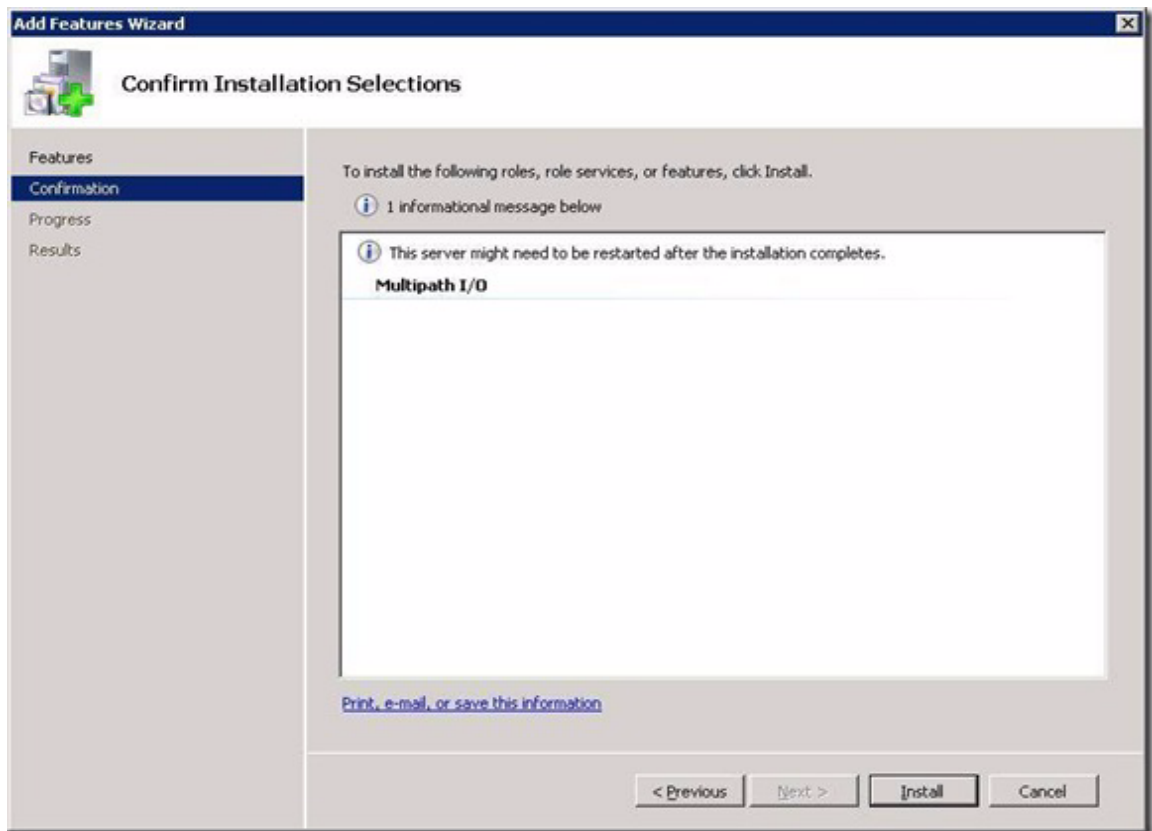 Add Features Wizard
Confirm Installation Selections
Features
Confirmation
Progress
Results
To install the following roles, role services, or features, click Install.
1 informational message below
This server might need to be restarted after the installation completes.
Multipath I/O
Print, e-mail, or save this information
< Previous
Next >
Install
Cancel